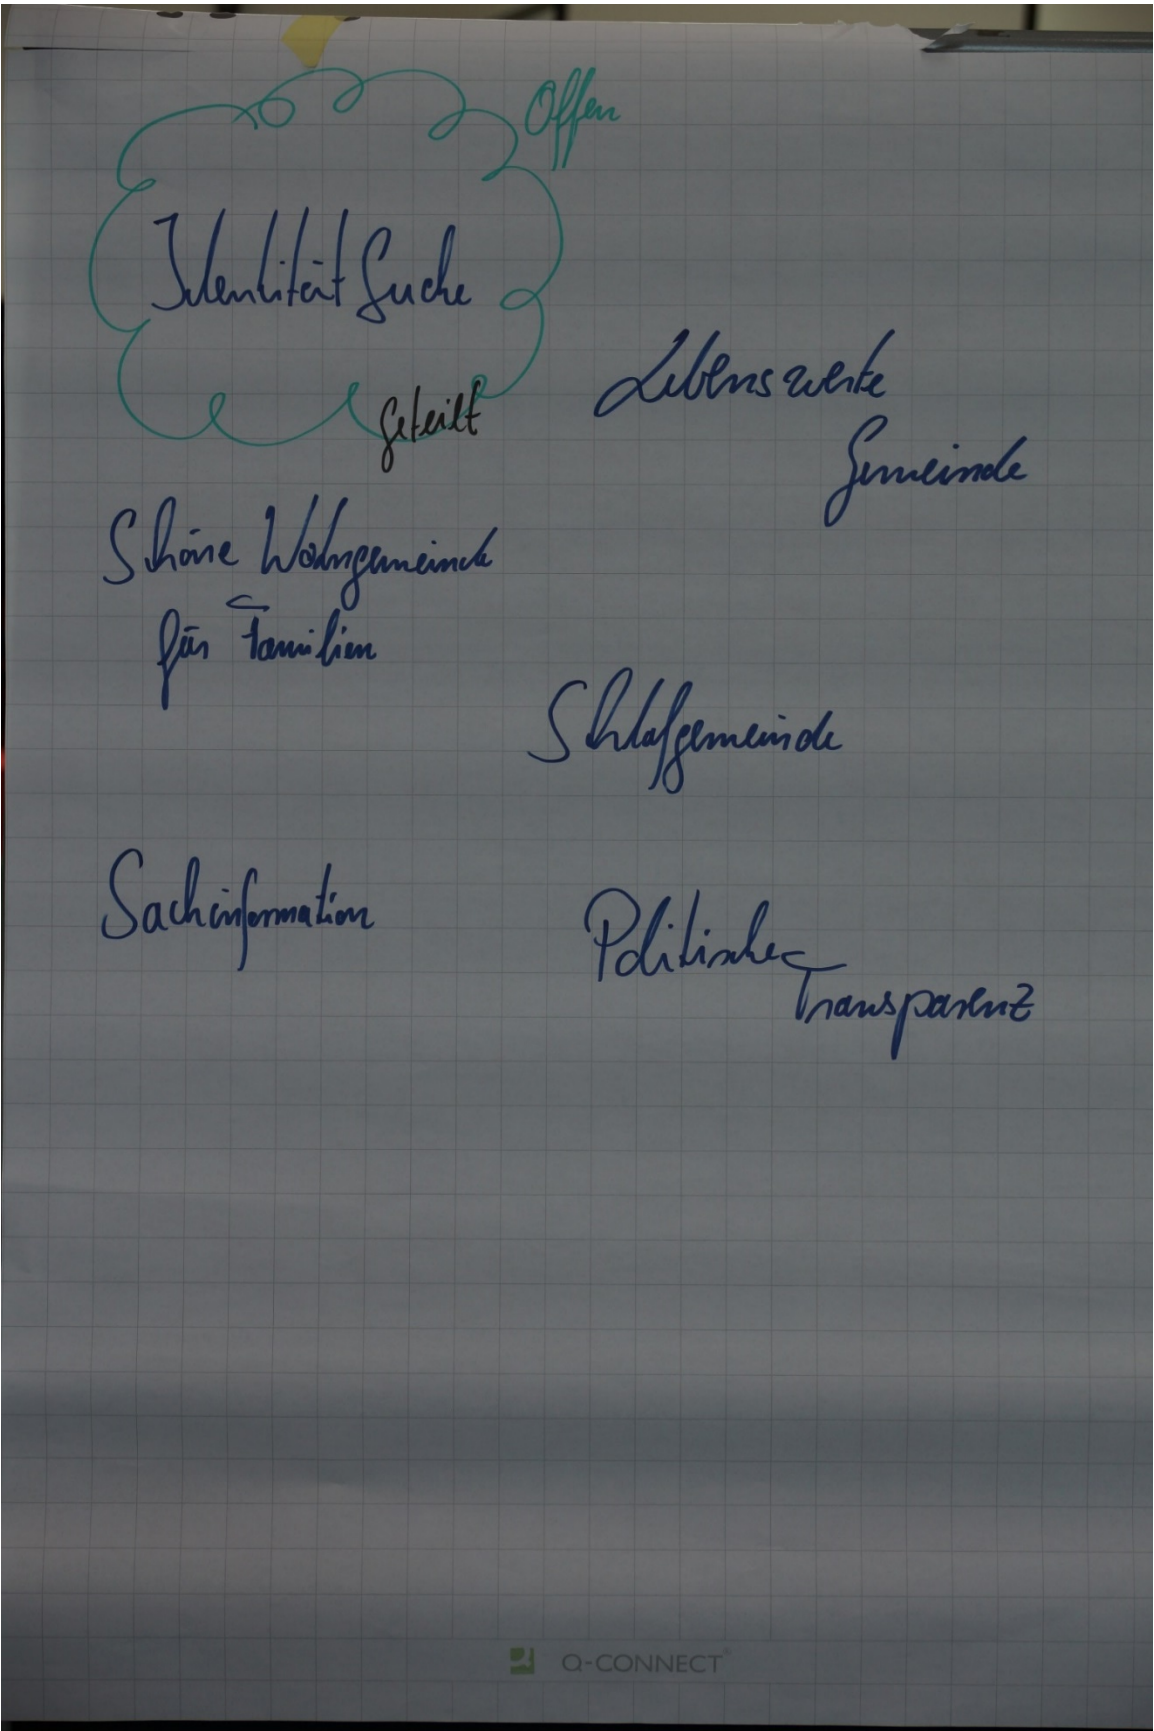 Offen
Identität Suche
geteilt
Lebenswerte
Gemeinde
Schöne Wohngemeinde
für Familien
Schlafgemeinde
Sachinformation
Politische
Transparenz
Q-CONNECT